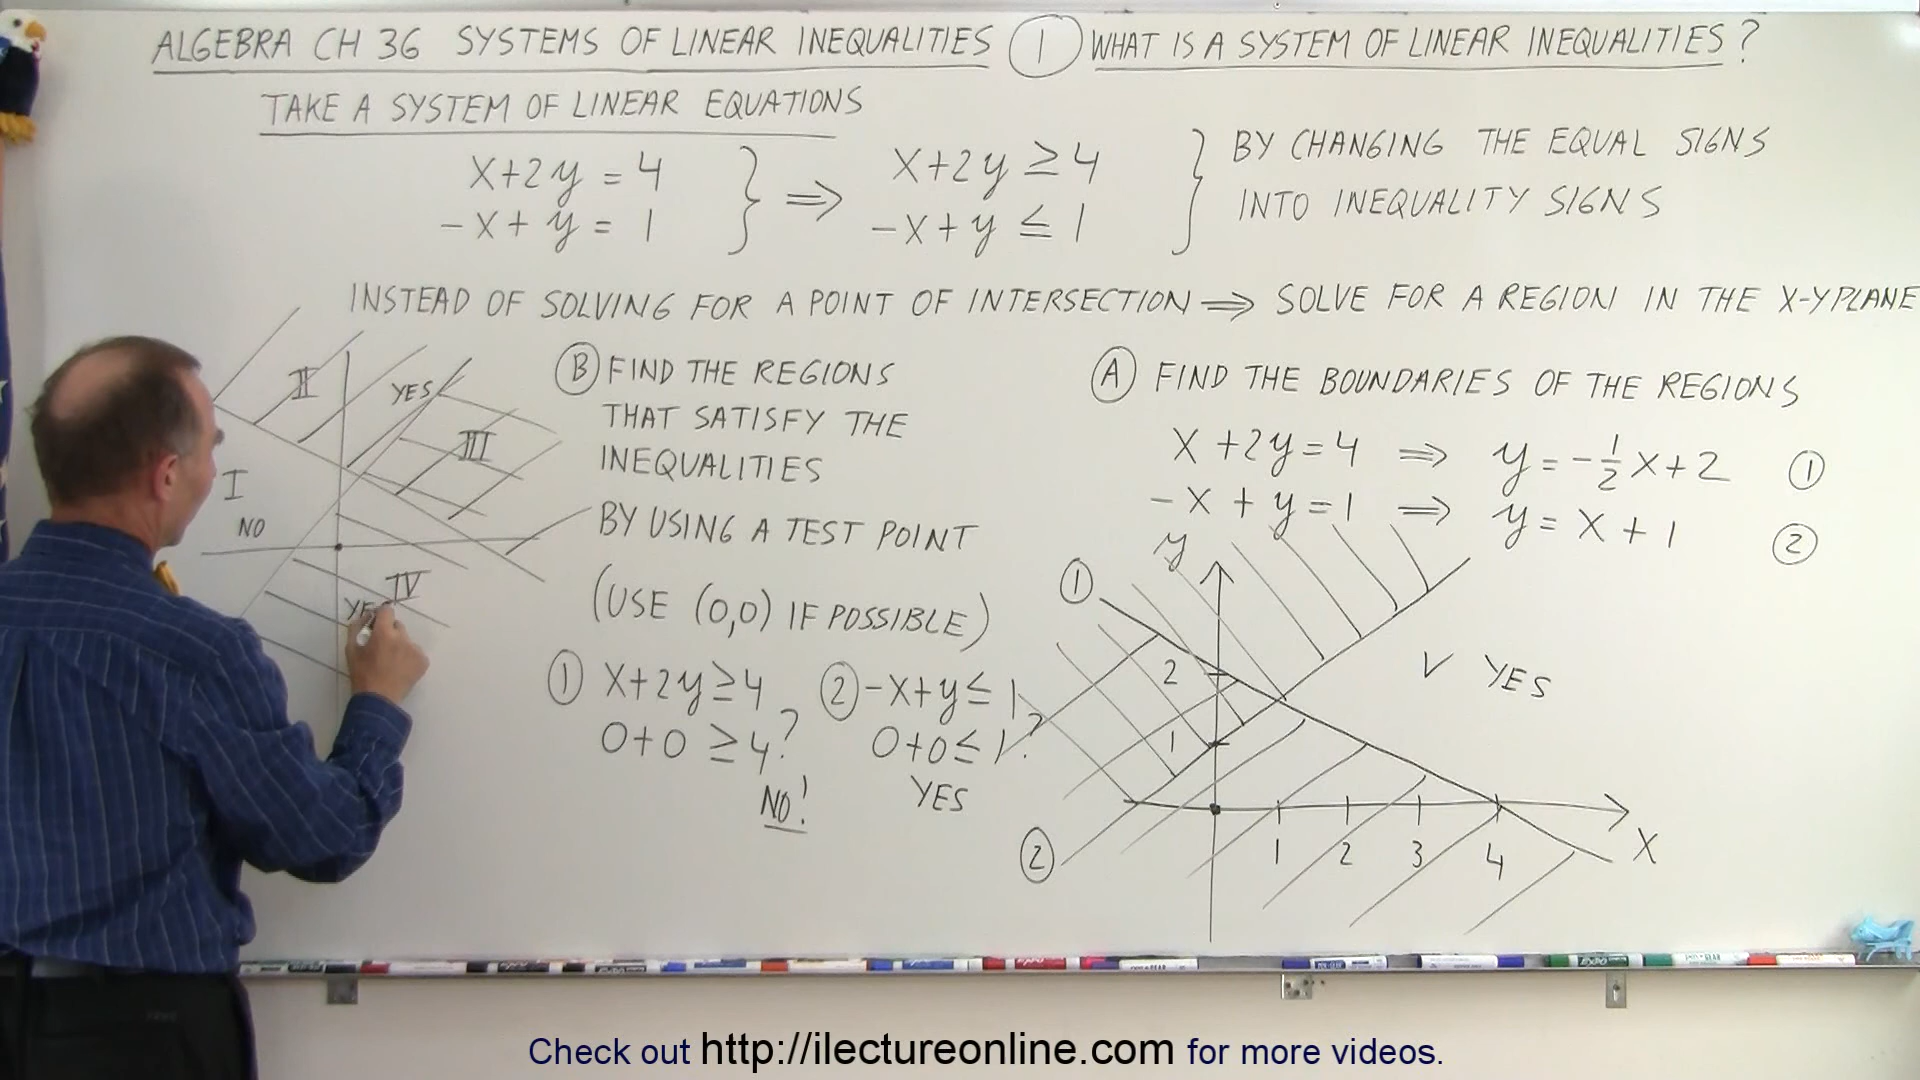 ALGEBRA CH 36 SYSTEMS OF LINEAR INEQUALITIES ① WHAT IS A SYSTEM OF LINEAR INEQUALITIES?
TAKE A SYSTEM OF LINEAR EQUATIONS
x+2y = 4
-x + y = 1
} ⇒
x+2y ≥ 4
-x+y ≤ 1
} BY CHANGING THE EQUAL SIGNS
INTO INEQUALITY SIGNS
INSTEAD OF SOLVING FOR A POINT OF INTERSECTION ⇒ SOLVE FOR A REGION IN THE X-Y PLANE
II
YES
III
I
NO
IV
YES
Ⓑ FIND THE REGIONS
THAT SATISFY THE
INEQUALITIES
BY USING A TEST POINT
(USE (0,0) IF POSSIBLE)
① x+2y≥4
0+0 ≥4?
NO!
② -x+y≤1
0+0≤1?
YES
Ⓐ FIND THE BOUNDARIES OF THE REGIONS
x +2y=4 ⇒ y=-1/2x+2 ①
-x + y=1 ⇒ y= x+1 ②
y
①
2
1
✓ YES
②
1 2 3 4
X
Check out http://ilectureonline.com for more videos.